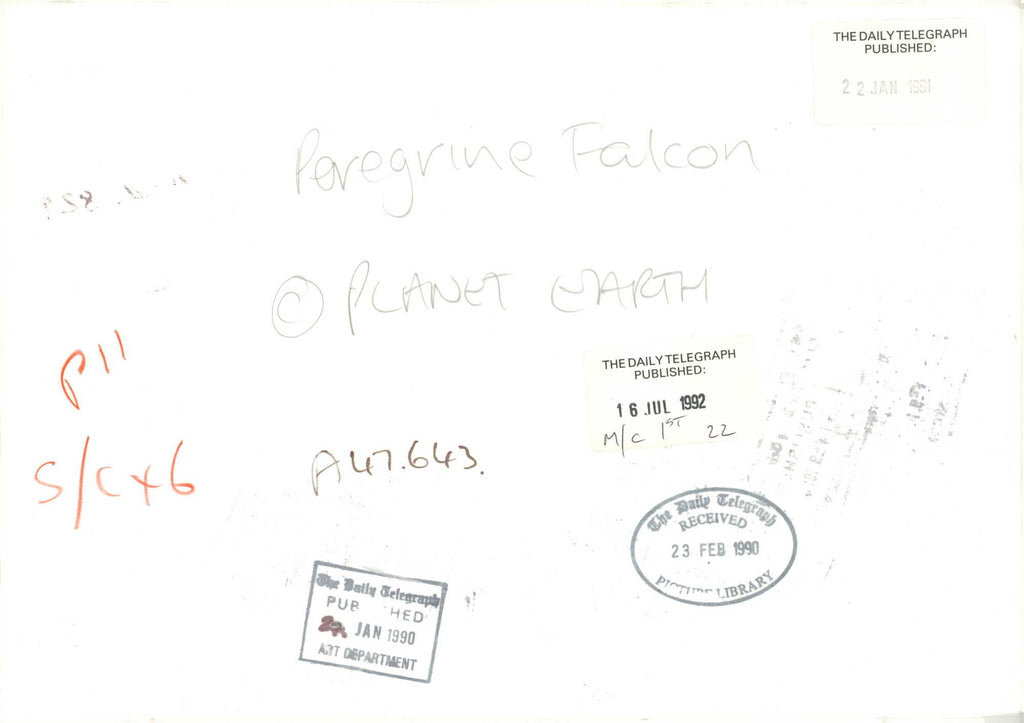 THE DAILY TELEGRAPH
PUBLISHED:
22 JAN 1991
Peregrine Falcon
© PLANET EARTH
P11
S/C x 6
A47.643.
THE DAILY TELEGRAPH
PUBLISHED:
16 JUL 1992
M/C 1ST 22
The Daily Telegraph
RECEIVED
23 FEB 1990
PICTURE LIBRARY
The Daily Telegraph
PUB HED
JAN 1990
ART DEPARTMENT